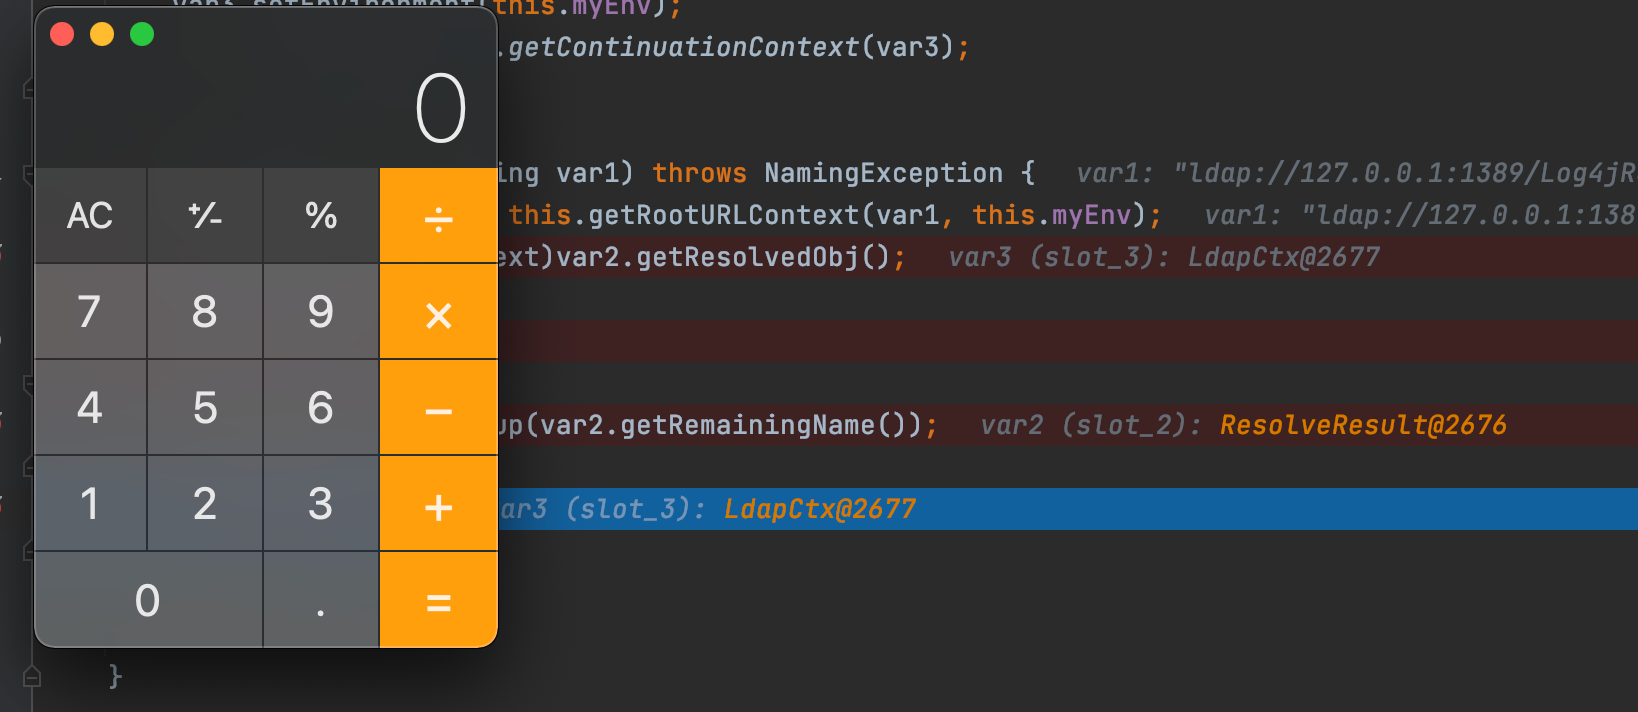 this.myEnv);
.getContinuationContext(var3);
0
ing var1) throws NamingException { var1: "ldap://127.0.0.1:1389/Log4jR
AC +/- % ÷
this.getRootURLContext(var1, this.myEnv); var1: "ldap://127.0.0.1:138
ext)var2.getResolvedObj(); var3 (slot_3): LdapCtx@2677
7 8 9 ×
4 5 6 −
up(var2.getRemainingName()); var2 (slot_2): ResolveResult@2676
1 2 3 +
ar3 (slot_3): LdapCtx@2677
0 . =
}